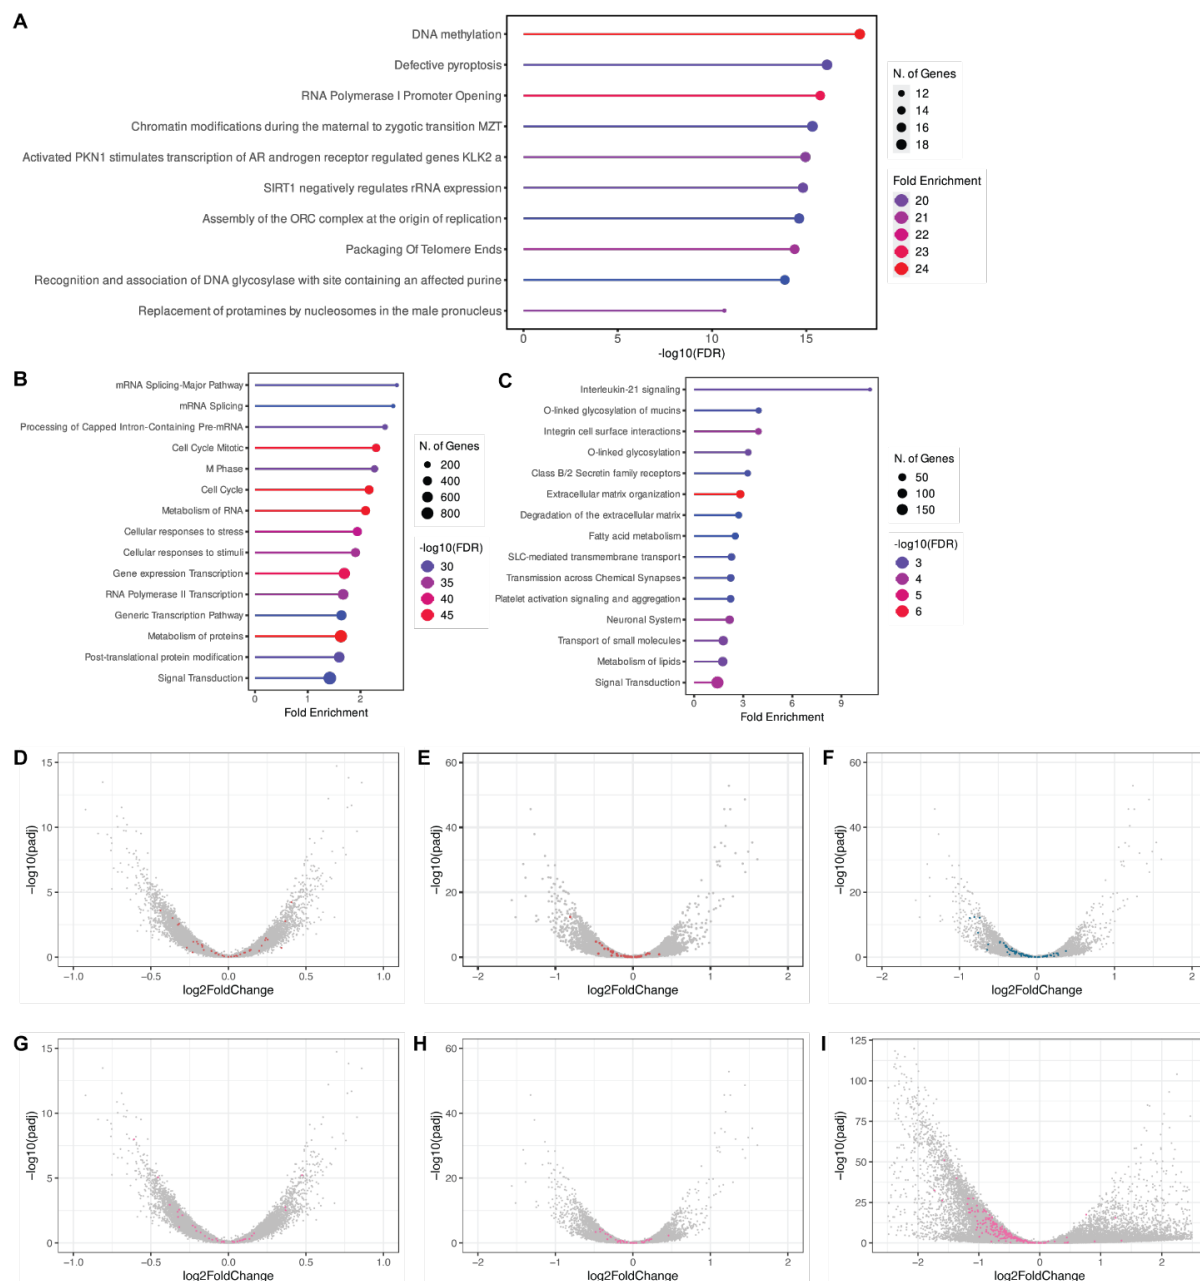 A
DNA methylation
Defective pyroptosis
RNA Polymerase I Promoter Opening
Chromatin modifications during the maternal to zygotic transition MZT
Activated PKN1 stimulates transcription of AR androgen receptor regulated genes KLK2 a
SIRT1 negatively regulates rRNA expression
Assembly of the ORC complex at the origin of replication
Packaging Of Telomere Ends
Recognition and association of DNA glycosylase with site containing an affected purine
Replacement of protamines by nucleosomes in the male pronucleus
0 5 10 15
-log10(FDR)
N. of Genes
12
14
16
18
Fold Enrichment
20
21
22
23
24
B
mRNA Splicing-Major Pathway
mRNA Splicing
Processing of Capped Intron-Containing Pre-mRNA
Cell Cycle Mitotic
M Phase
Cell Cycle
Metabolism of RNA
Cellular responses to stress
Cellular responses to stimuli
Gene expression Transcription
RNA Polymerase II Transcription
Generic Transcription Pathway
Metabolism of proteins
Post-translational protein modification
Signal Transduction
0 1 2
Fold Enrichment
N. of Genes
200
400
600
800
-log10(FDR)
30
35
40
45
C
Interleukin-21 signaling
O-linked glycosylation of mucins
Integrin cell surface interactions
O-linked glycosylation
Class B/2 Secretin family receptors
Extracellular matrix organization
Degradation of the extracellular matrix
Fatty acid metabolism
SLC-mediated transmembrane transport
Transmission across Chemical Synapses
Platelet activation signaling and aggregation
Neuronal System
Transport of small molecules
Metabolism of lipids
Signal Transduction
0 3 6 9
Fold Enrichment
N. of Genes
50
100
150
-log10(FDR)
3
4
5
6
D
15
10
5
0
−log10(padj)
−1.0 −0.5 0.0 0.5 1.0
log2FoldChange
E
60
40
20
0
−log10(padj)
−2 −1 0 1 2
log2FoldChange
F
60
40
20
0
−log10(padj)
−2 −1 0 1 2
log2FoldChange
G
15
10
5
0
−log10(padj)
−1.0 −0.5 0.0 0.5 1.0
log2FoldChange
H
60
40
20
0
−log10(padj)
−2 −1 0 1 2
log2FoldChange
I
125
100
75
50
25
0
−log10(padj)
−2 −1 0 1 2
log2FoldChange